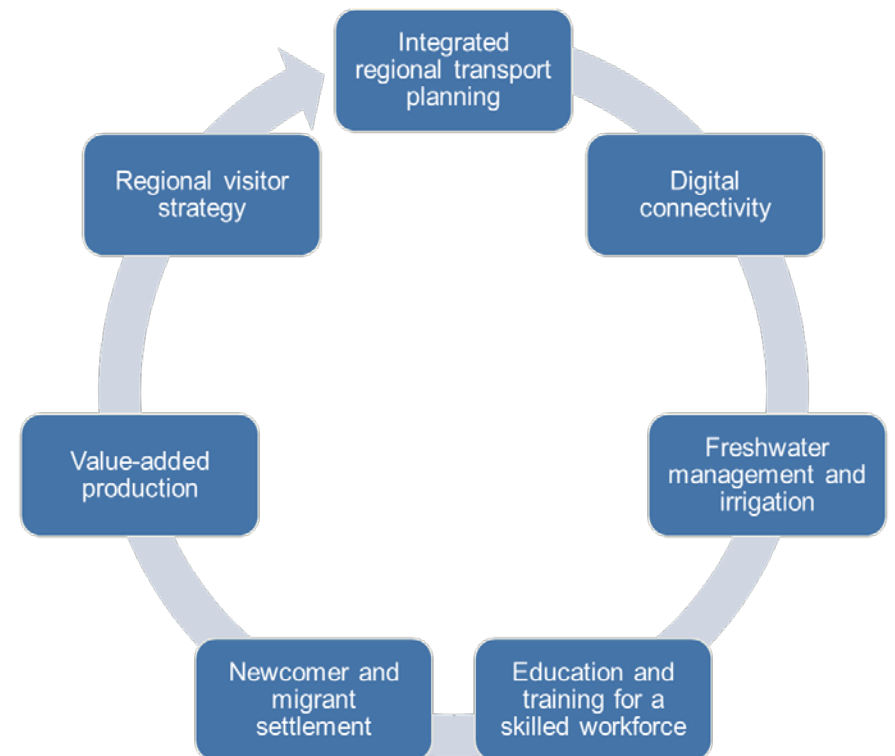 Integrated
regional transport
planning
Digital
connectivity
Freshwater
management and
irrigation
Education and
training for a
skilled workforce
Newcomer and
migrant
settlement
Value-added
production
Regional visitor
strategy